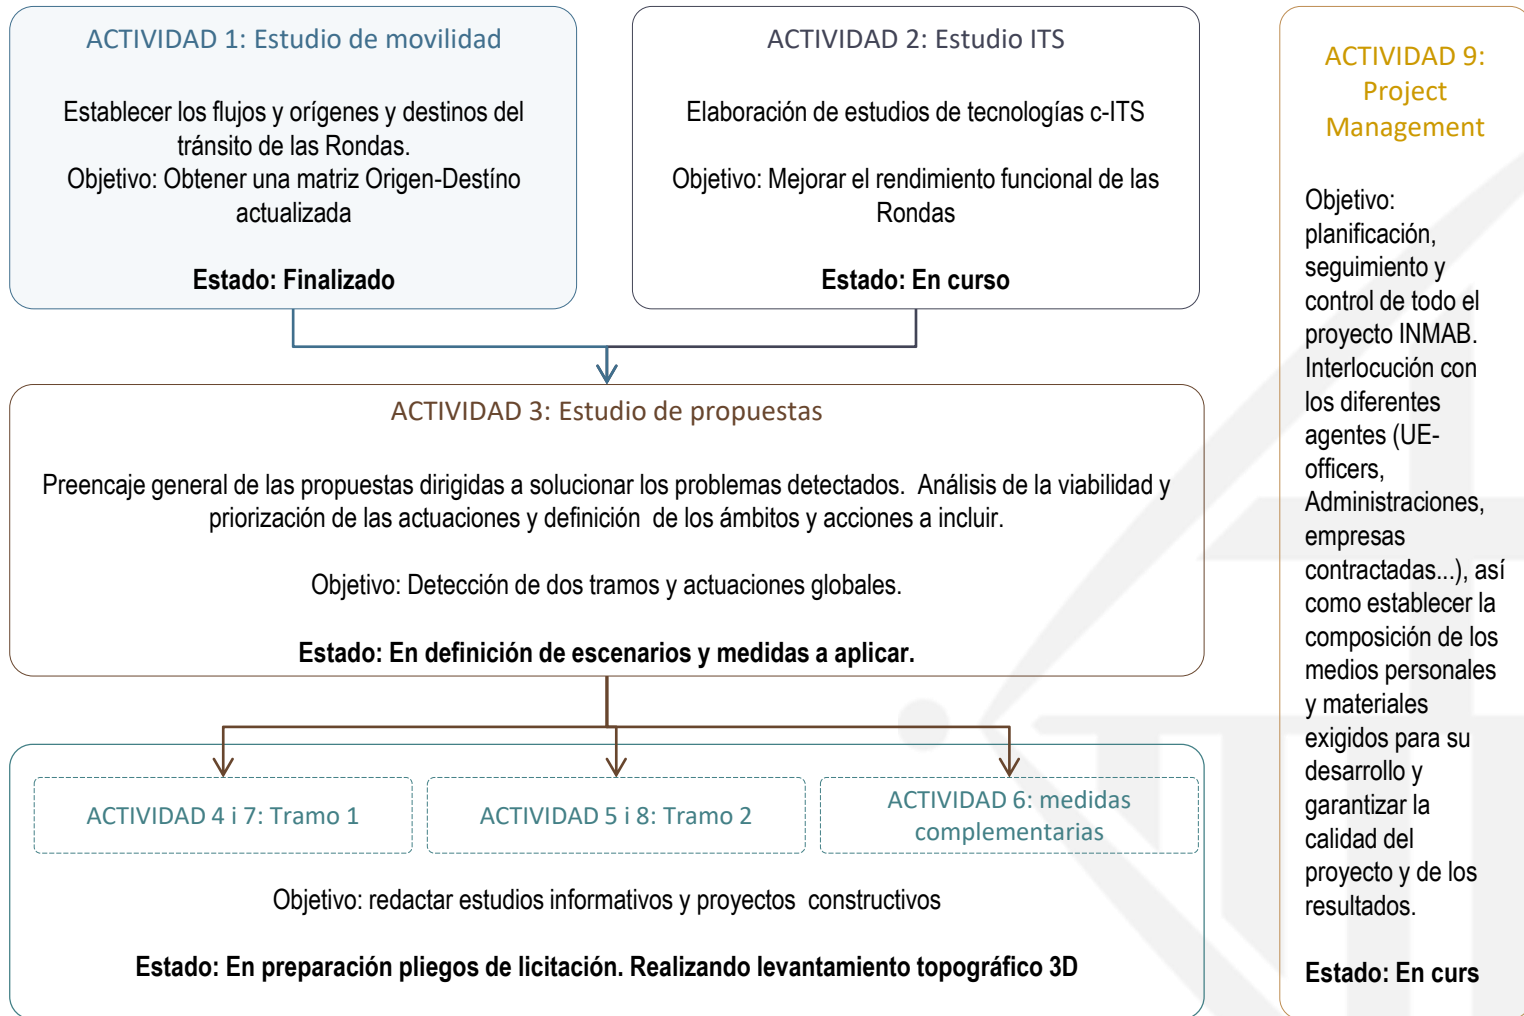 ACTIVIDAD 1: Estudio de movilidad
Establecer los flujos y orígenes y destinos del
tránsito de las Rondas.
Objetivo: Obtener una matriz Origen-Destíno
actualizada
Estado: Finalizado
ACTIVIDAD 2: Estudio ITS
Elaboración de estudios de tecnologías c-ITS
Objetivo: Mejorar el rendimiento funcional de las
Rondas
Estado: En curso
ACTIVIDAD 3: Estudio de propuestas
Preencaje general de las propuestas dirigidas a solucionar los problemas detectados. Análisis de la viabilidad y
priorización de las actuaciones y definición de los ámbitos y acciones a incluir.
Objetivo: Detección de dos tramos y actuaciones globales.
Estado: En definición de escenarios y medidas a aplicar.
ACTIVIDAD 4 i 7: Tramo 1
ACTIVIDAD 5 i 8: Tramo 2
ACTIVIDAD 6: medidas
complementarias
Objetivo: redactar estudios informativos y proyectos constructivos
Estado: En preparación pliegos de licitación. Realizando levantamiento topográfico 3D
ACTIVIDAD 9:
Project
Management
Objetivo:
planificación,
seguimiento y
control de todo el
proyecto INMAB.
Interlocución con
los diferentes
agentes (UE-
officers,
Administraciones,
empresas
contractadas...), así
como establecer la
composición de los
medios personales
y materiales
exigidos para su
desarrollo y
garantizar la
calidad del
proyecto y de los
resultados.
Estado: En curs